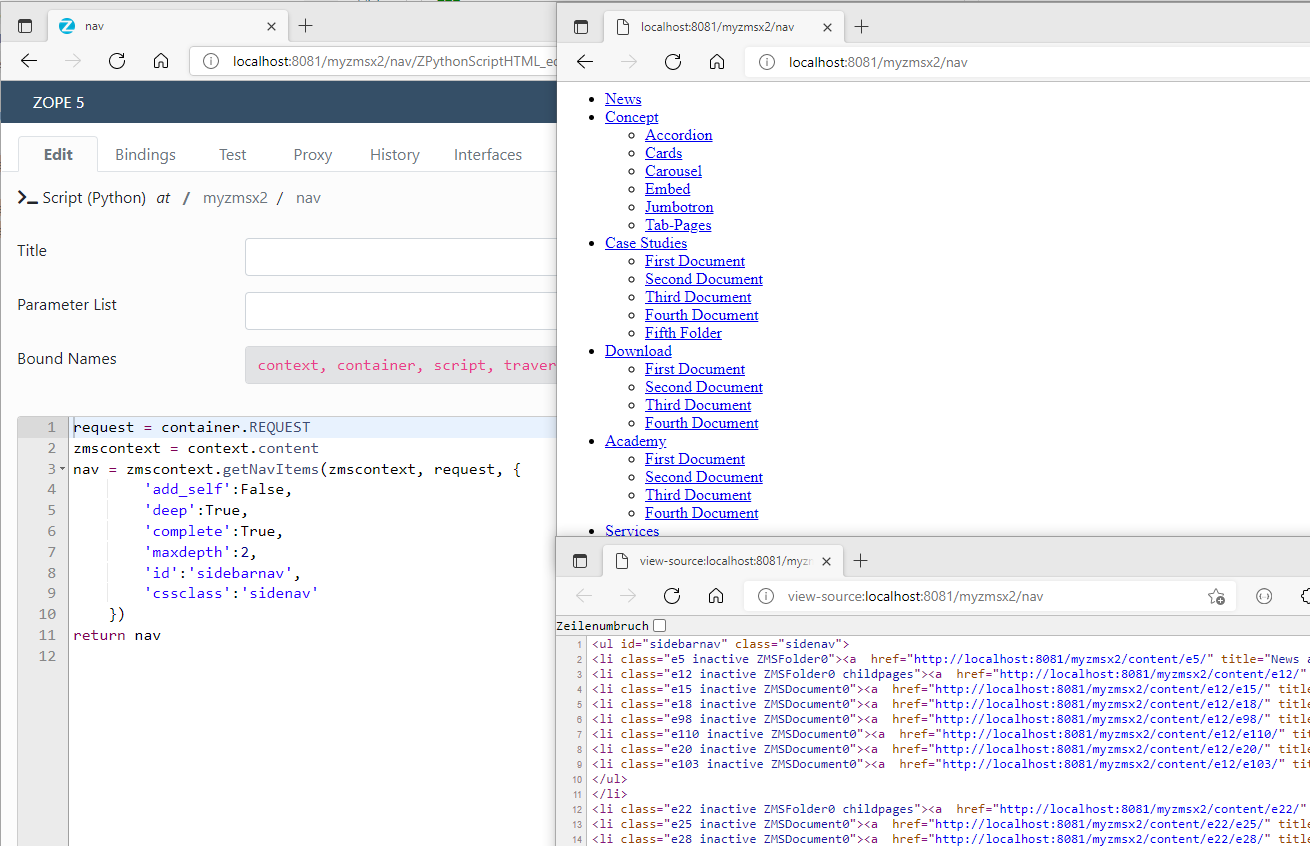 nav
localhost:8081/myzmsx2/nav/ZPythonScriptHTML_
ZOPE 5
Edit Bindings Test Proxy History Interfaces
Script (Python) at / myzmsx2 / nav
Title
Parameter List
Bound Names context, container, script, traver
1 request = container.REQUEST
2 zmscontext = context.content
3 nav = zmscontext.getNavItems(zmscontext, request, {
4 'add_self':False,
5 'deep':True,
6 'complete':True,
7 'maxdepth':2,
8 'id':'sidebarnav',
9 'cssclass':'sidenav'
10 })
11 return nav
12
localhost:8081/myzmsx2/nav
localhost:8081/myzmsx2/nav
News
Concept
Accordion
Cards
Carousel
Embed
Jumbotron
Tab-Pages
Case Studies
First Document
Second Document
Third Document
Fourth Document
Fifth Folder
Download
First Document
Second Document
Third Document
Fourth Document
Academy
First Document
Second Document
Third Document
Fourth Document
Services
view-source:localhost:8081/myzm
view-source:localhost:8081/myzmsx2/nav
Zeilenumbruch
1 <ul id="sidebarnav" class="sidenav">
2 <li class="e5 inactive ZMSFolder0"><a  href="http://localhost:8081/myzmsx2/content/e5/" title="News a
3 <li class="e12 inactive ZMSFolder0 childpages"><a  href="http://localhost:8081/myzmsx2/content/e12/"
4 <li class="e15 inactive ZMSDocument0"><a  href="http://localhost:8081/myzmsx2/content/e12/e15/" title
5 <li class="e18 inactive ZMSDocument0"><a  href="http://localhost:8081/myzmsx2/content/e12/e18/" title
6 <li class="e98 inactive ZMSDocument0"><a  href="http://localhost:8081/myzmsx2/content/e12/e98/" title
7 <li class="e110 inactive ZMSDocument0"><a  href="http://localhost:8081/myzmsx2/content/e12/e110/" tit
8 <li class="e20 inactive ZMSDocument0"><a  href="http://localhost:8081/myzmsx2/content/e12/e20/" title
9 <li class="e103 inactive ZMSDocument0"><a  href="http://localhost:8081/myzmsx2/content/e12/e103/" tit
10 </ul>
11 </li>
12 <li class="e22 inactive ZMSFolder0 childpages"><a  href="http://localhost:8081/myzmsx2/content/e22/"
13 <li class="e25 inactive ZMSDocument0"><a  href="http://localhost:8081/myzmsx2/content/e22/e25/" title
14 <li class="e28 inactive ZMSDocument0"><a  href="http://localhost:8081/myzmsx2/content/e22/e28/" title